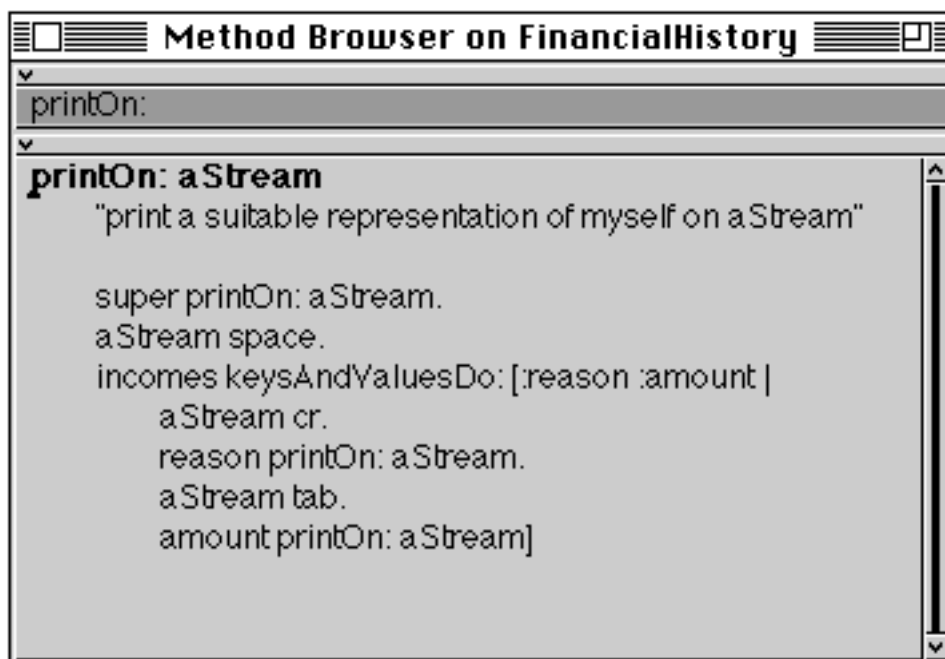 Method Browser on FinancialHistory
printOn:
printOn: aStream
"print a suitable representation of myself on aStream"
super printOn: aStream.
aStream space.
incomes keysAndValuesDo: [:reason :amount |
aStream cr.
reason printOn: aStream.
aStream tab.
amount printOn: aStream]